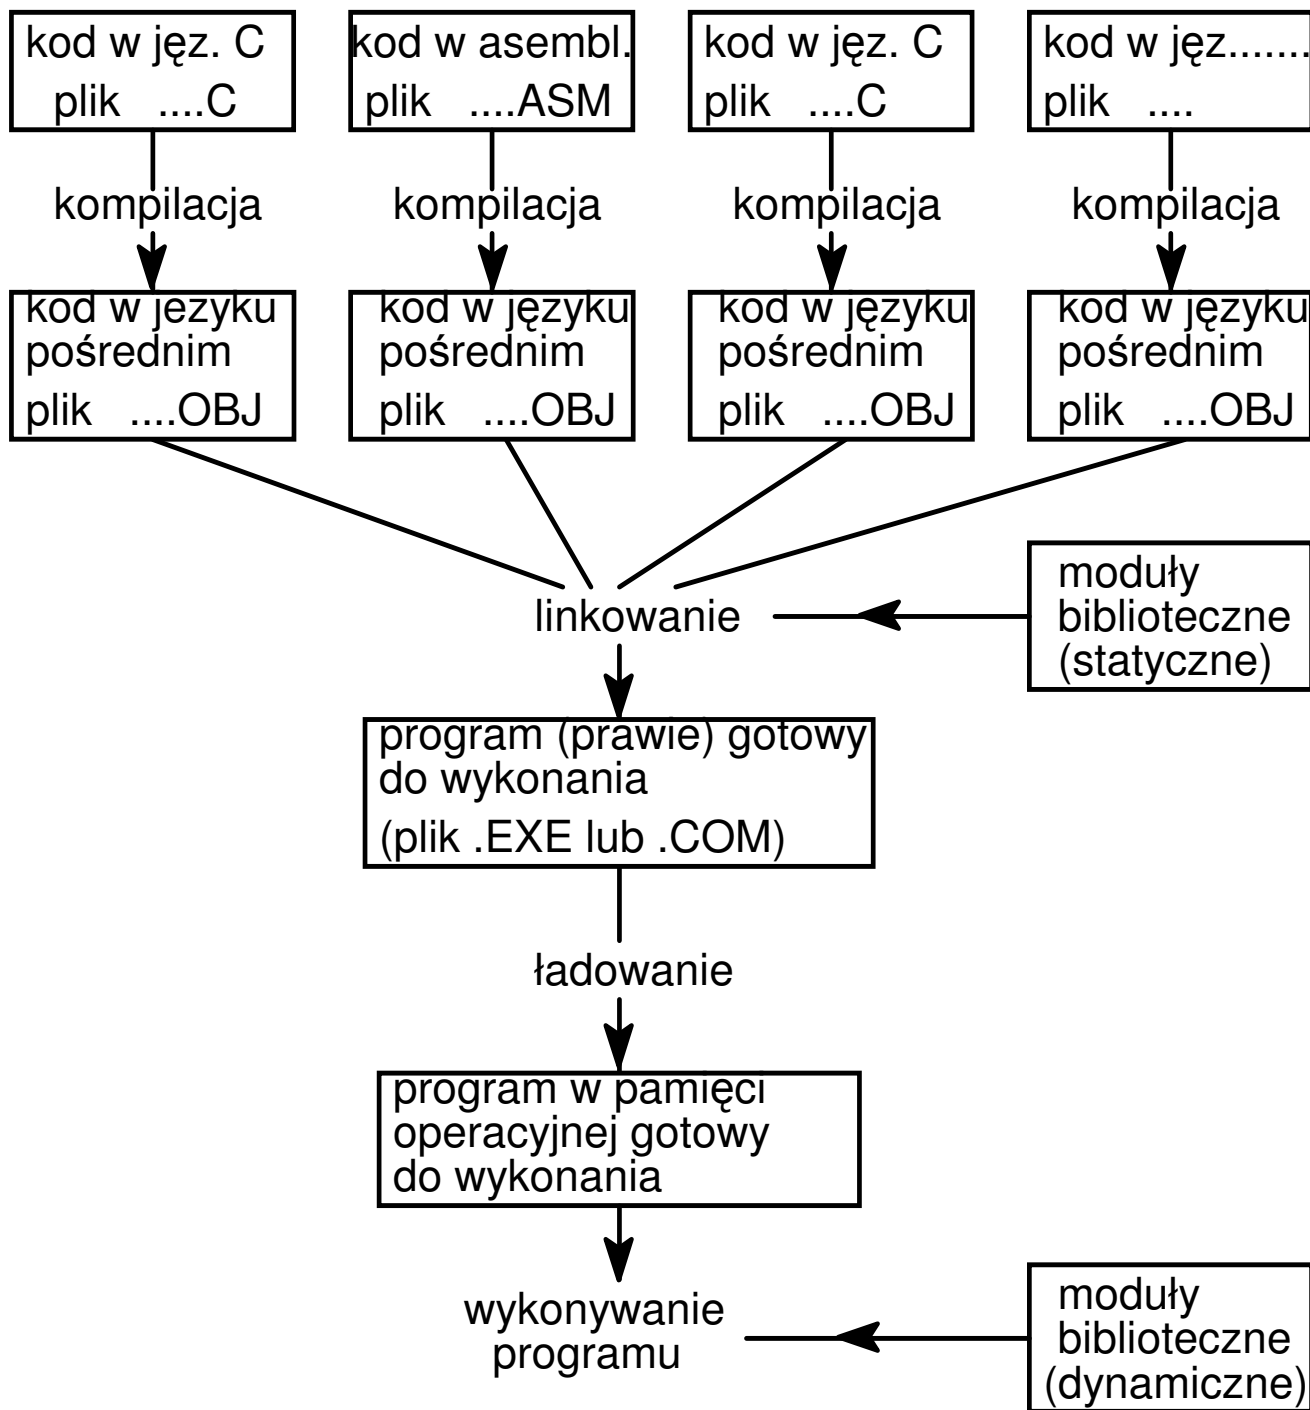 kod w jęz. C
plik ....C
kod w asembl.
plik ....ASM
kod w jęz. C
plik ....C
kod w jęz.......
plik ....
kompilacja
kompilacja
kompilacja
kompilacja
kod w jezyku
pośrednim
plik ....OBJ
kod w języku
pośrednim
plik ....OBJ
kod w języku
pośrednim
plik ....OBJ
kod w języku
pośrednim
plik ....OBJ
linkowanie
moduły
biblioteczne
(statyczne)
program (prawie) gotowy
do wykonania
(plik .EXE lub .COM)
ładowanie
program w pamięci
operacyjnej gotowy
do wykonania
wykonywanie
programu
moduły
biblioteczne
(dynamiczne)